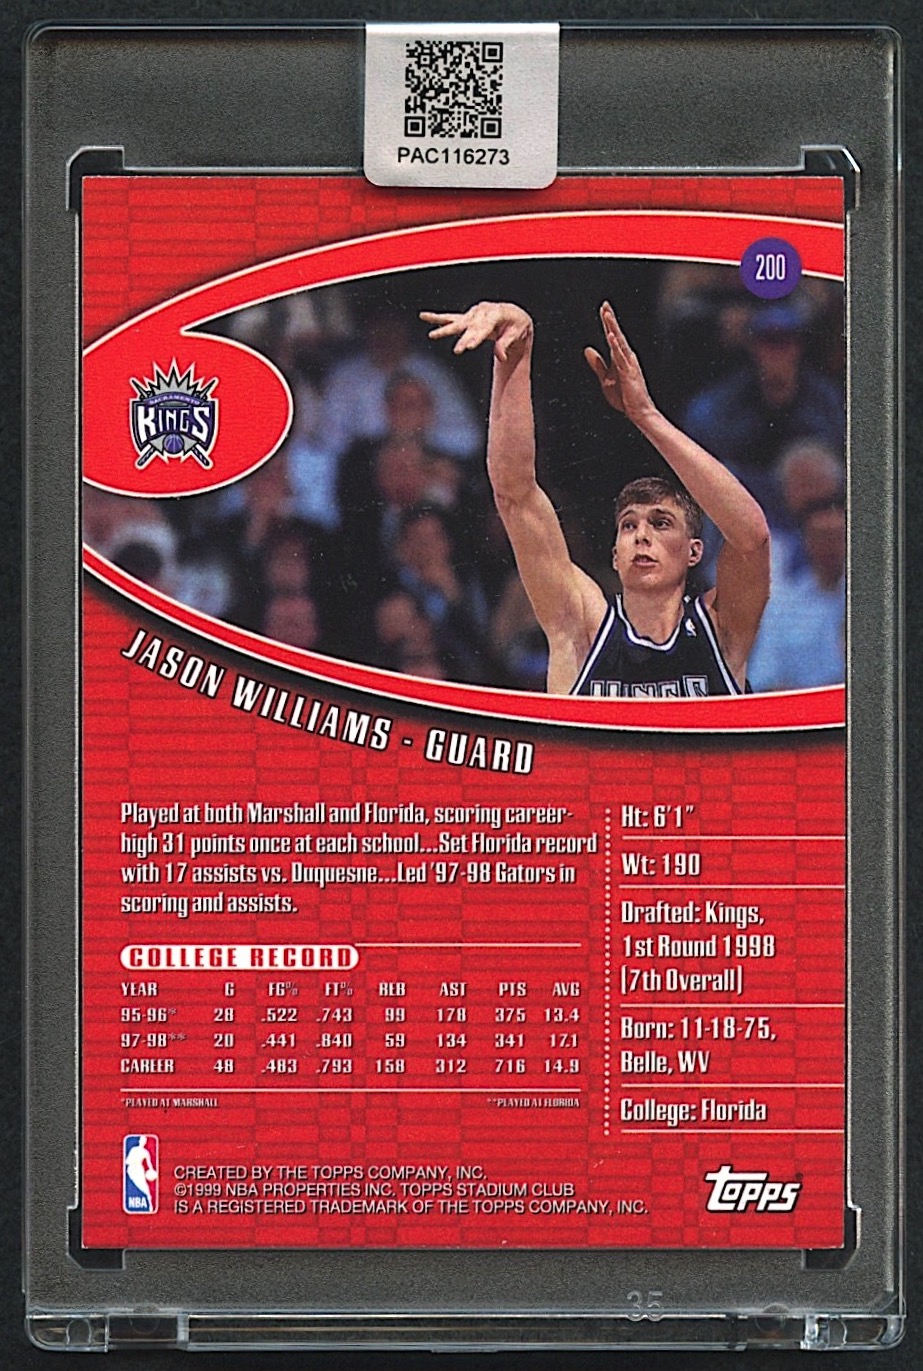 PAC116273
200
SACRAMENTO
KINGS
JASON WILLIAMS - GUARD
KINGS
Played at both Marshall and Florida, scoring career-
high 31 points once at each school...Set Florida record
with 17 assists vs. Duquesne...Led '97-98 Gators in
scoring and assists.
Ht: 6'1"
Wt: 190
Drafted: Kings,
1st Round 1998
(7th Overall)
Born: 11-18-75,
Belle, WV
College: Florida
COLLEGE RECORD
YEAR G FG% FT% REB AST PTS AVG
95-96* 28 .522 .743 99 178 375 13.4
97-98** 20 .441 .840 59 134 341 17.1
CAREER 48 .483 .793 158 312 716 14.9
*PLAYED AT MARSHALL **PLAYED AT FLORIDA
NBA
CREATED BY THE TOPPS COMPANY, INC.
©1999 NBA PROPERTIES INC. TOPPS STADIUM CLUB
IS A REGISTERED TRADEMARK OF THE TOPPS COMPANY, INC.
topps
35